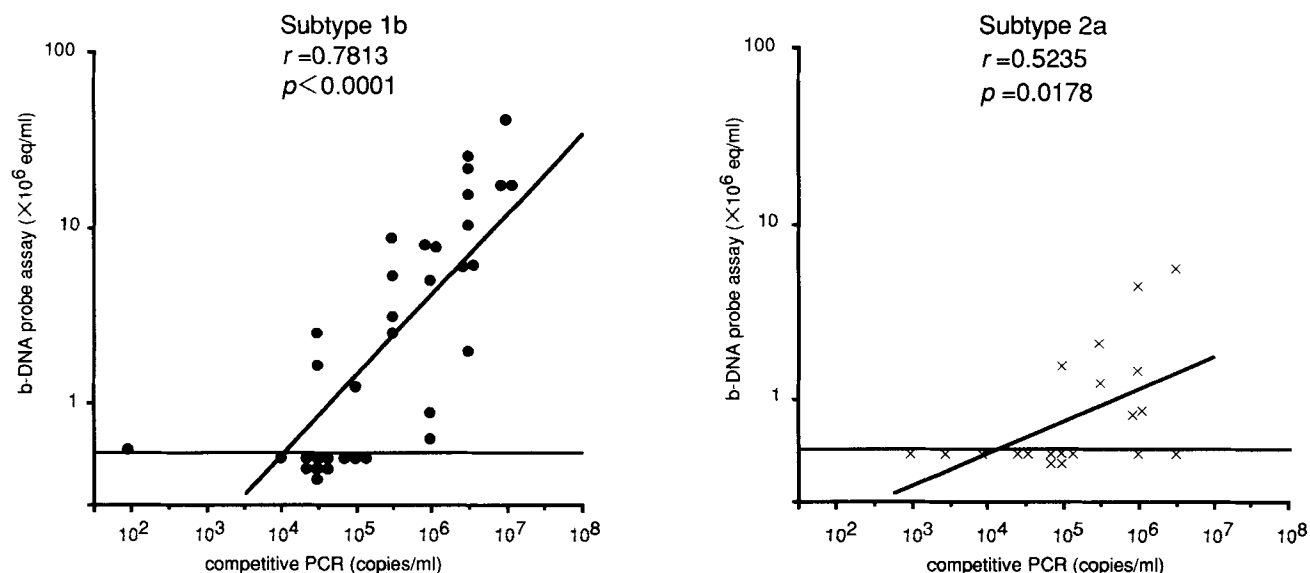 Subtype 1b
r=0.7813
p<0.0001
100
10
1
b-DNA probe assay (×10⁶ eq/ml)
10² 10³ 10⁴ 10⁵ 10⁶ 10⁷ 10⁸
competitive PCR (copies/ml)
Subtype 2a
r=0.5235
p=0.0178
100
10
1
b-DNA probe assay (×10⁶ eq/ml)
10² 10³ 10⁴ 10⁵ 10⁶ 10⁷ 10⁸
competitive PCR (copies/ml)